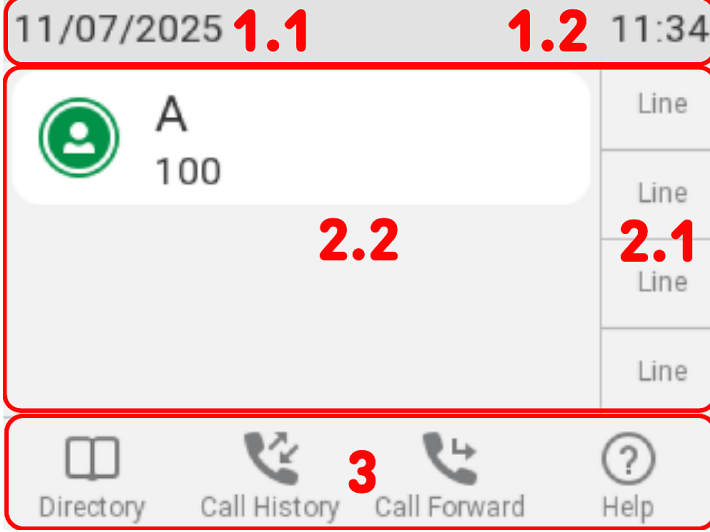 11/07/2025 1.1 1.2 11:34
A
100
Line
Line
2.2 2.1
Line
Line
3
Directory Call History Call Forward Help